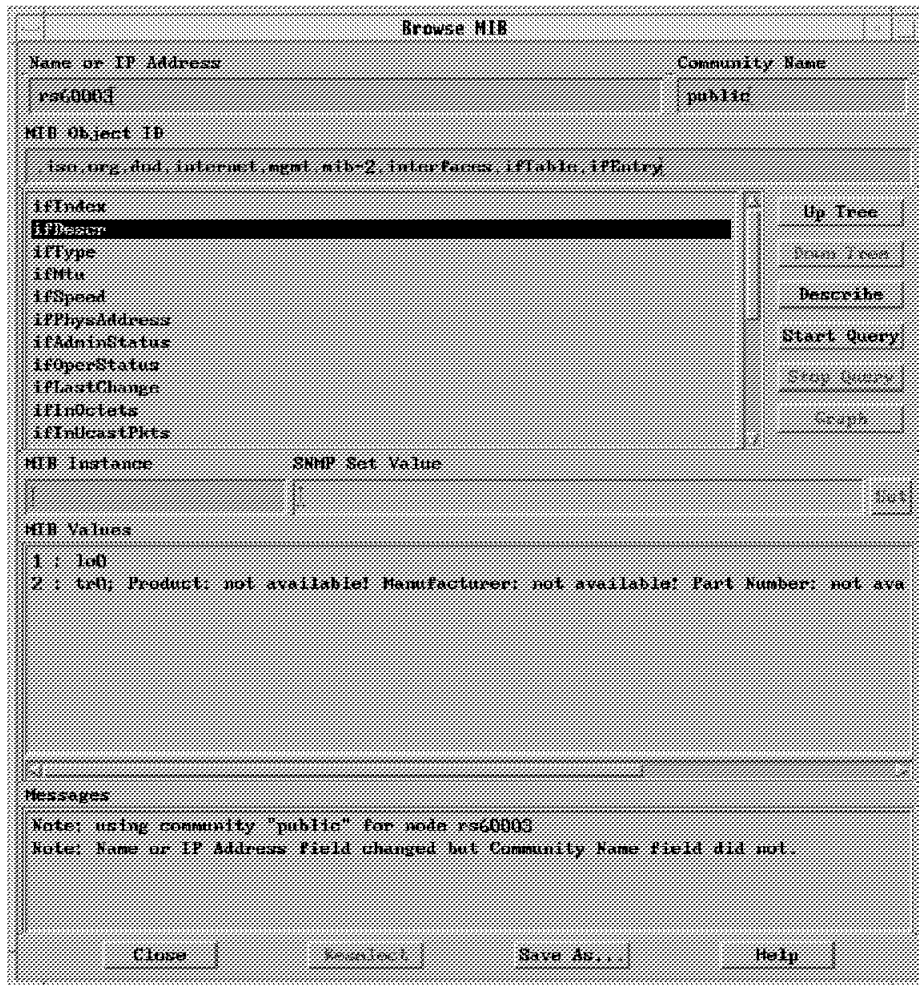 Browse MIB
Name or IP Address
Community Name
rs60003
public
MIB Object ID
.iso.org.dod.internet.mgmt.mib-2.interfaces.ifTable.ifEntry
ifIndex
ifDescr
ifType
ifMtu
ifSpeed
ifPhysAddress
ifAdminStatus
ifOperStatus
ifLastChange
ifInOctets
ifInUcastPkts
Up Tree
Down Tree
Describe
Start Query
Stop Query
Graph
MIB Instance
SNMP Set Value
Set
MIB Values
1 : lo0
2 : tr0; Product: not available! Manufacturer: not available! Part Number: not ava
Messages
Note: using community "public" for node rs60003
Note: Name or IP Address field changed but Community Name field did not.
Close
Reselect
Save As...
Help